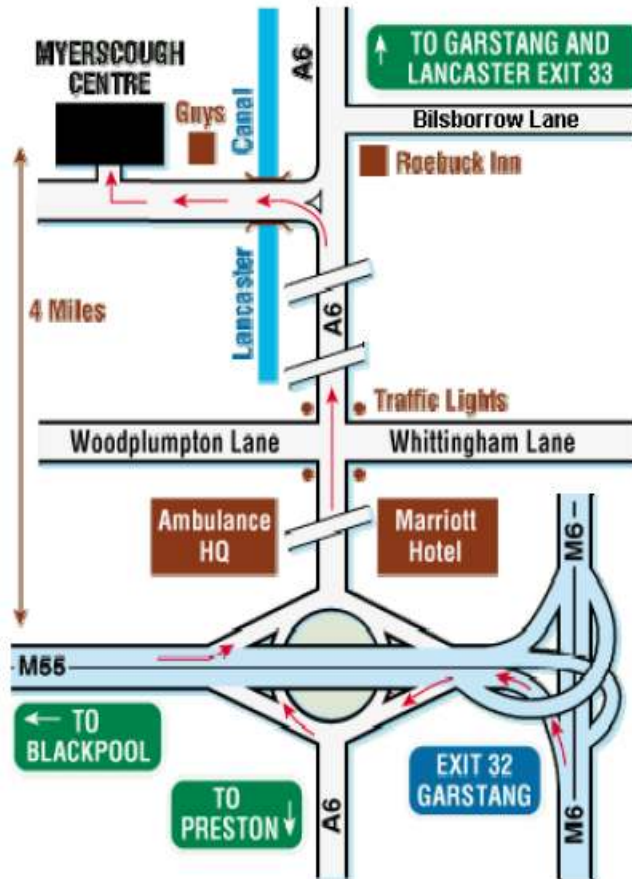 MYERSCOUGH
CENTRE
Guys
Canal
A6
TO GARSTANG AND
LANCASTER EXIT 33
Bilsborrow Lane
Roebuck Inn
4 Miles
Lancaster
A6
Traffic Lights
Woodplumpton Lane
Whittingham Lane
Ambulance
HQ
Marriott
Hotel
M6
M55
TO
BLACKPOOL
TO
PRESTON
A6
EXIT 32
GARSTANG
M6